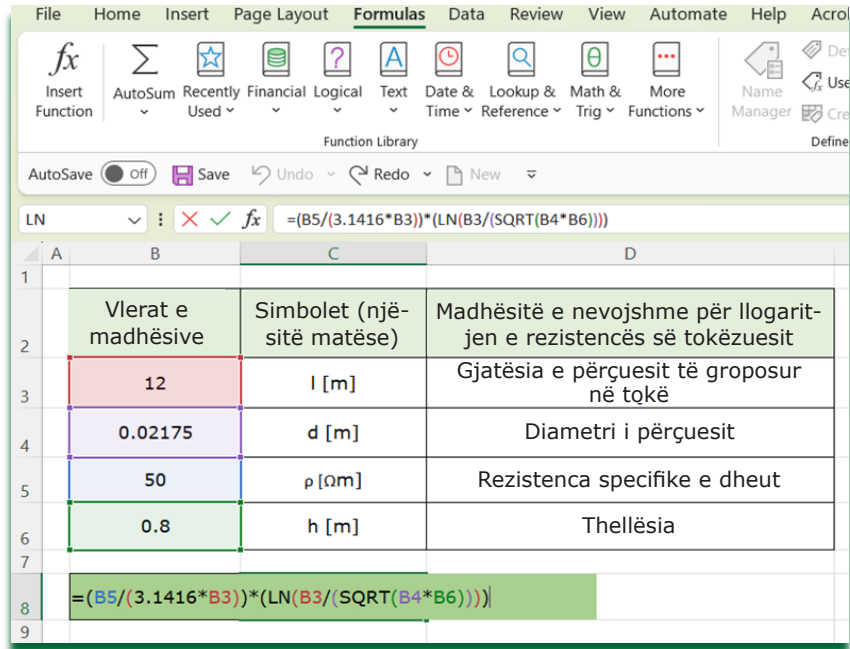 File Home Insert Page Layout Formulas Data Review View Automate Help
fx
Insert Function
AutoSum
Recently Used
Financial
Logical
Text
Date & Time
Lookup & Reference
Math & Trig
More Functions
Name Manager
Use
Function Library
Define
AutoSave Off Save Undo Redo New
LN fx =(B5/(3.1416*B3))*(LN(B3/(SQRT(B4*B6))))
A B C D
1
2
Vlerat e madhësive
Simbolet (një-
sitë matëse)
Madhësitë e nevojshme për llogarit-
jen e rezistencës së tokëzuesit
3 12 l [m]
Gjatësia e përçuesit të groposur
në tokë
4 0.02175 d [m] Diametri i përçuesit
5 50 ρ [Ωm] Rezistenca specifike e dheut
6 0.8 h [m] Thellësia
7
8 =(B5/(3.1416*B3))*(LN(B3/(SQRT(B4*B6))))
9